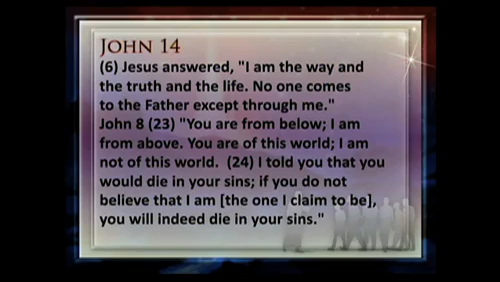 JOHN 14
(6) Jesus answered, "I am the way and
the truth and the life. No one comes
to the Father except through me."
John 8 (23) "You are from below; I am
from above. You are of this world; I am
not of this world.  (24) I told you that you
would die in your sins; if you do not
believe that I am [the one I claim to be],
you will indeed die in your sins."